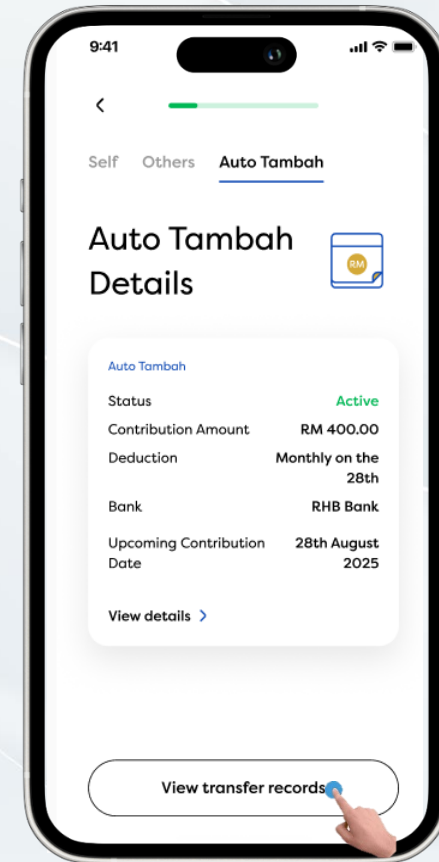 9:41
Self Others Auto Tambah
Auto Tambah
Details
RM
Auto Tambah
Status Active
Contribution Amount RM 400.00
Deduction Monthly on the
28th
Bank RHB Bank
Upcoming Contribution 28th August
Date 2025
View details
View transfer records